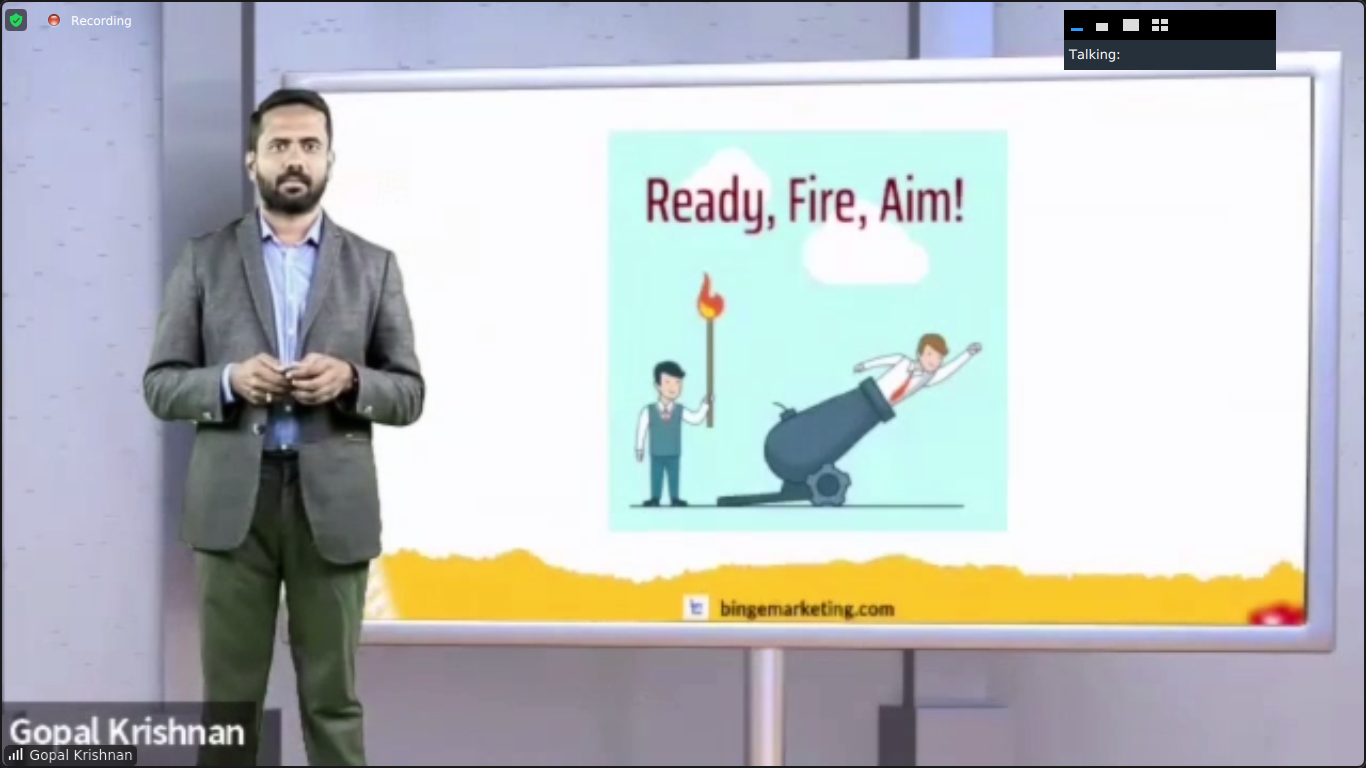 Recording
Talking:
Ready, Fire, Aim!
bingemarketing.com
Gopal Krishnan
Gopal Krishnan